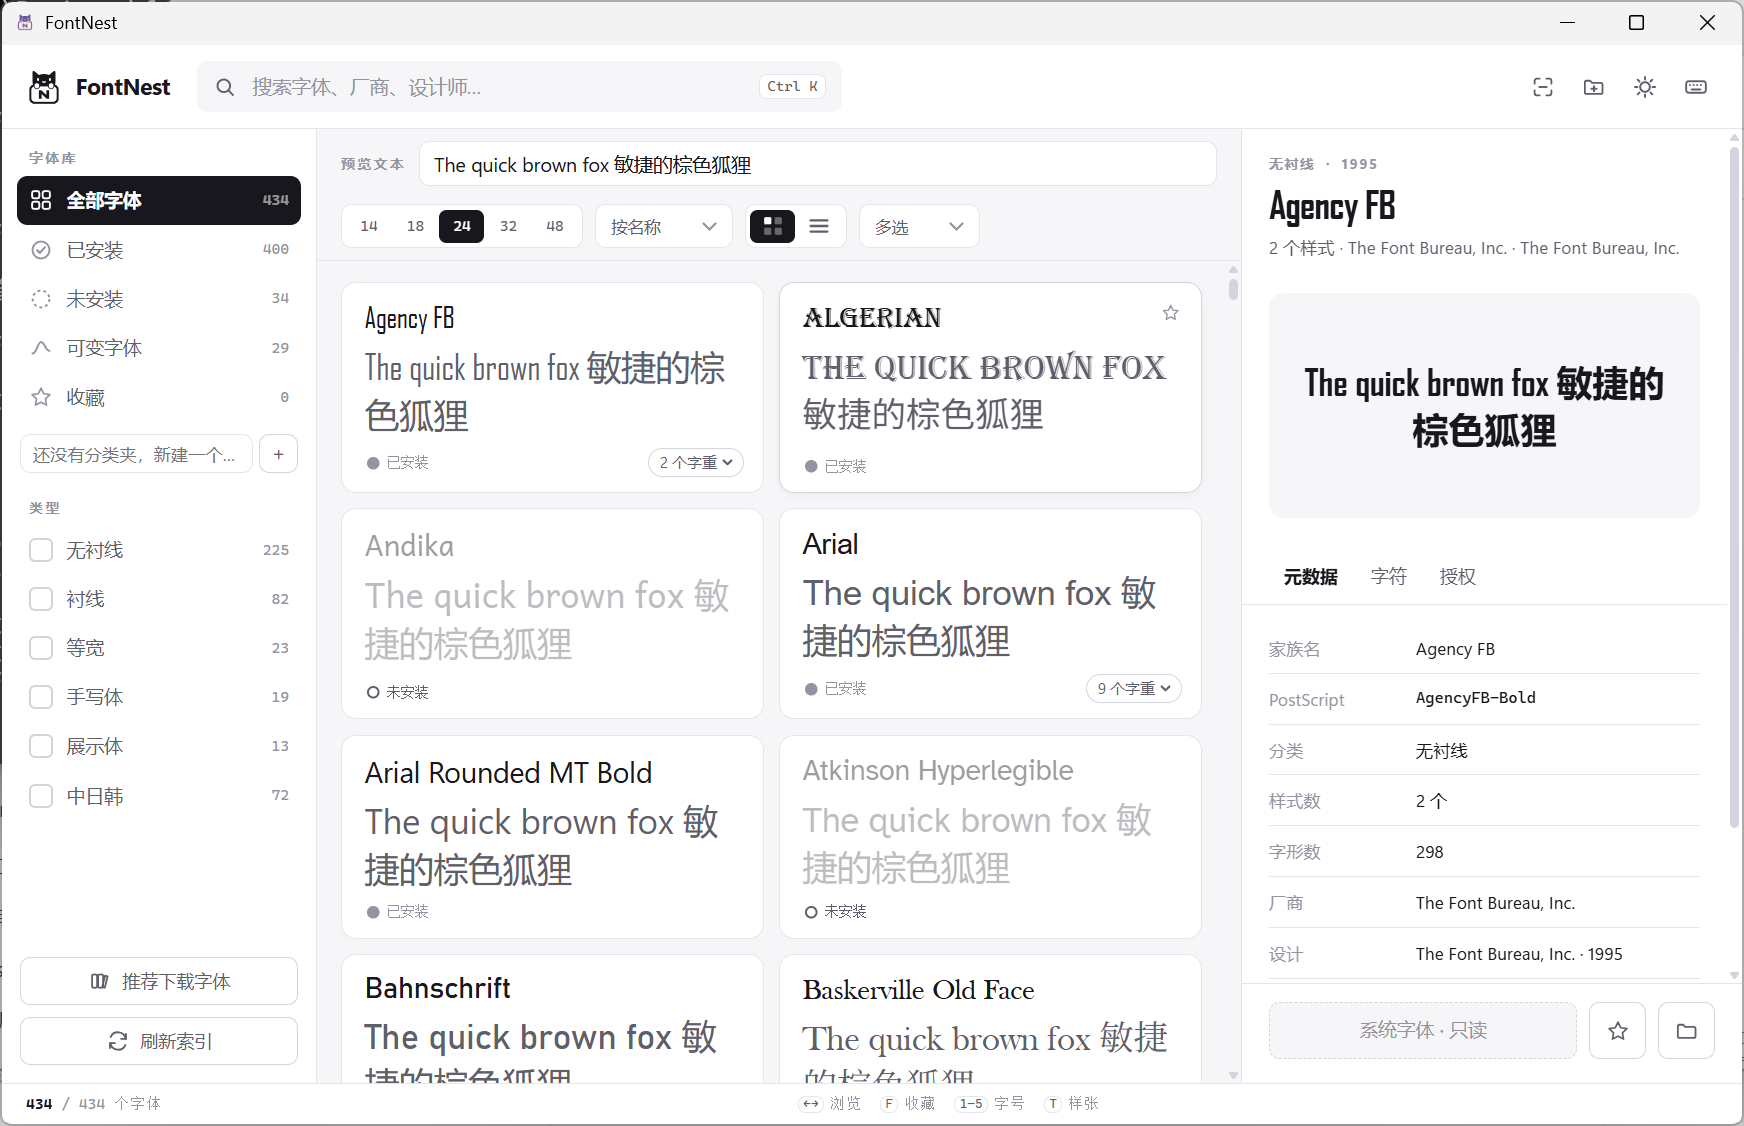 FontNest
FontNest
搜索字体、厂商、设计师...
Ctrl K
字体库
全部字体 434
已安装 400
未安装 34
可变字体 29
收藏 0
还没有分类夹，新建一个...
+
类型
无衬线 225
衬线 82
等宽 23
手写体 19
展示体 13
中日韩 72
推荐下载字体
刷新索引
预览文本
The quick brown fox 敏捷的棕色狐狸
14 18 24 32 48
按名称
多选
Agency FB
The quick brown fox 敏捷的棕
色狐狸
已安装
2 个字重
ALGERIAN
THE QUICK BROWN FOX
敏捷的棕色狐狸
已安装
Andika
The quick brown fox 敏
捷的棕色狐狸
未安装
Arial
The quick brown fox 敏
捷的棕色狐狸
已安装
9 个字重
Arial Rounded MT Bold
The quick brown fox 敏
捷的棕色狐狸
已安装
Atkinson Hyperlegible
The quick brown fox 敏
捷的棕色狐狸
未安装
Bahnschrift
The quick brown fox 敏
捷的棕色狐狸
Baskerville Old Face
The quick brown fox 敏捷
的棕色狐狸
无衬线 · 1995
Agency FB
2 个样式 · The Font Bureau, Inc. · The Font Bureau, Inc.
The quick brown fox 敏捷的
棕色狐狸
元数据 字符 授权
家族名 Agency FB
PostScript AgencyFB-Bold
分类 无衬线
样式数 2 个
字形数 298
厂商 The Font Bureau, Inc.
设计 The Font Bureau, Inc. · 1995
系统字体 · 只读
434 / 434 个字体
↔ 浏览 F 收藏 1-5 字号 T 样张